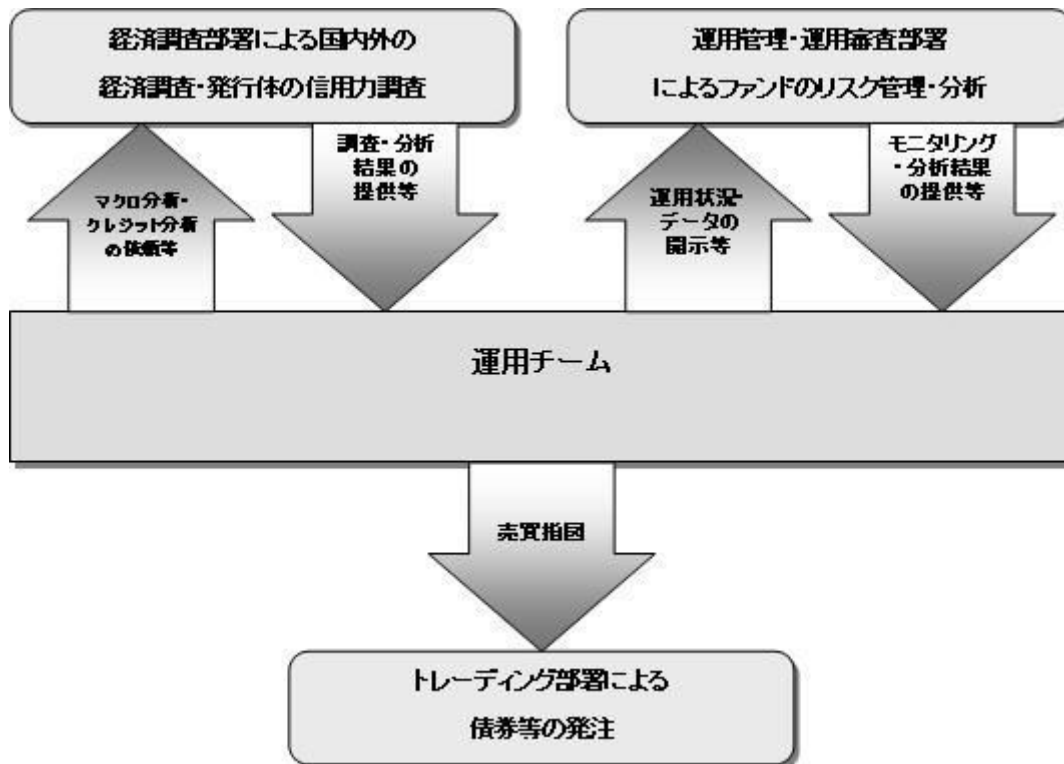 経済調査部署による国内外の
経済調査・発行体の信用力調査
運用管理・運用審査部署
によるファンドのリスク管理・分析
マクロ分析・
クレジット分析
の依頼等
調査・分析
結果の
提供等
運用状況・
データの
開示等
モニタリング
・分析結果
の提供等
運用チーム
売買指図
トレーディング部署による
債券等の発注